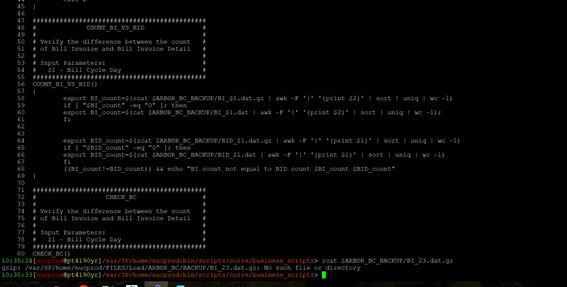 45 }
46
47 ##############################################
48 # COUNT_BI_VS_BID #
49 # #
50 # Verify the difference between the count #
51 # of Bill Invoice and Bill Invoice Detail #
52 # #
53 # Input Parameters: #
54 # $1 - Bill Cycle Day #
55 ##############################################
56 COUNT_BI_VS_BID()
57 {
58 export BI_count=$(zcat $ARBOR_BC_BACKUP/BI_$1.dat.gz | awk -F '|' '{print $2}' | sort | uniq | wc -l)
59 if [ "$BI_count" -eq "0" ]; then
60 export BI_count=$(cat $ARBOR_BC_BACKUP/BI_$1.dat | awk -F '|' '{print $2}' | sort | uniq | wc -l);
61 fi
62
63
64 export BID_count=$(zcat $ARBOR_BC_BACKUP/BID_$1.dat.gz | awk -F '|' '{print $1}' | sort | uniq | wc -l)
65 if [ "$BID_count" -eq "0" ]; then
66 export BID_count=$(cat $ARBOR_BC_BACKUP/BID_$1.dat | awk -F '|' '{print $1}' | sort | uniq | wc -l)
67 fi
68 ((BI_count!=BID_count)) && echo "BI count not equal to BID count $BI_count $BID_count"
69 }
70
71 ##############################################
72 # CHECK_BC #
73 # #
74 # Verify the difference between the count #
75 # of Bill Invoice and Bill Invoice Detail #
76 # #
77 # Input Parameters: #
78 # $1 - Bill Cycle Day #
79 ##############################################
80 CHECK_BC()
10:35:24[mucprod@pt4190yr]/var/SP/home/mucprod/bin/scripts/corre/business_scripts> zcat $ARBOR_BC_BACKUP/BI_23.dat.gz
gzip: /var/SP/home/mucprod/FILES/Load/ARBOR_BC/BACKUP/BI_23.dat.gz: No such file or directory
10:35:33[mucprod@pt4190yr]/var/SP/home/mucprod/bin/scripts/corre/business_scripts>